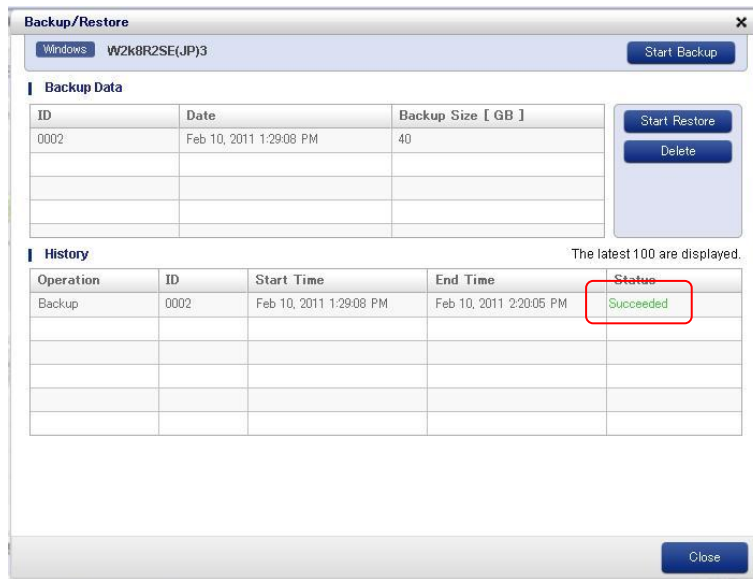 Backup/Restore
Windows W2k8R2SE(JP)3 Start Backup
Backup Data
ID Date Backup Size [ GB ] Start Restore
0002 Feb 10, 2011 1:29:08 PM 40
Delete
History The latest 100 are displayed.
Operation ID Start Time End Time Status
Backup 0002 Feb 10, 2011 1:29:08 PM Feb 10, 2011 2:20:05 PM Succeeded
Close